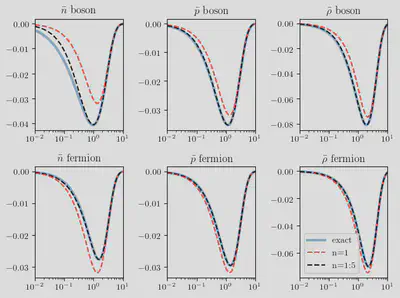 n̄ boson
p̄ boson
ρ̄ boson
0.00
−0.01
−0.02
−0.03
−0.04
10⁻² 10⁻¹ 10⁰ 10¹
0.00
−0.01
−0.02
−0.03
10⁻² 10⁻¹ 10⁰ 10¹
0.00
−0.02
−0.04
−0.06
−0.08
10⁻² 10⁻¹ 10⁰ 10¹
n̄ fermion
p̄ fermion
ρ̄ fermion
0.00
−0.01
−0.02
−0.03
10⁻² 10⁻¹ 10⁰ 10¹
0.00
−0.01
−0.02
−0.03
10⁻² 10⁻¹ 10⁰ 10¹
0.00
−0.02
−0.04
−0.06
10⁻² 10⁻¹ 10⁰ 10¹
exact
n=1
n=1:5